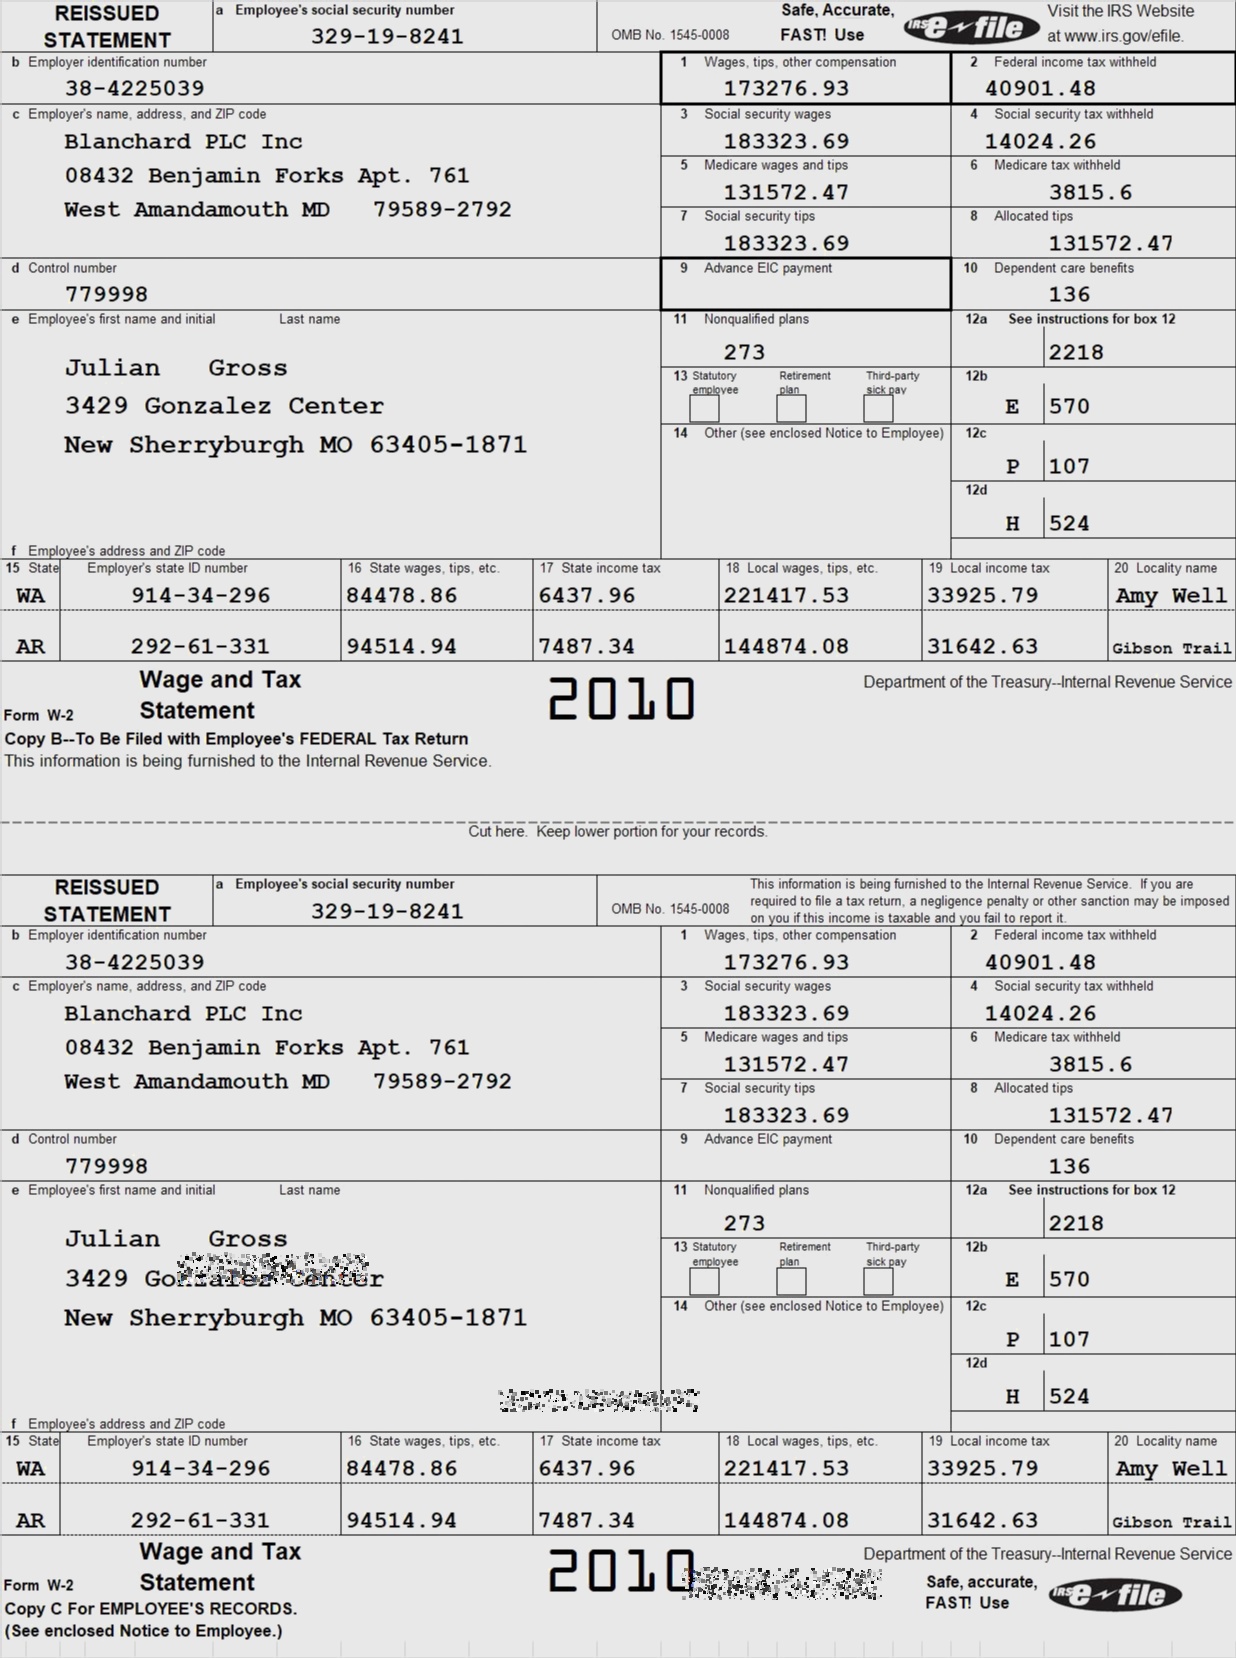 REISSUED STATEMENT
a Employee's social security number
329-19-8241
OMB No. 1545-0008
Safe, Accurate, FAST! Use
IRS e-file
Visit the IRS Website at www.irs.gov/efile.
b Employer identification number
38-4225039
1 Wages, tips, other compensation
173276.93
2 Federal income tax withheld
40901.48
c Employer's name, address, and ZIP code
Blanchard PLC Inc
08432 Benjamin Forks Apt. 761
West Amandamouth MD 79589-2792
3 Social security wages
183323.69
4 Social security tax withheld
14024.26
5 Medicare wages and tips
131572.47
6 Medicare tax withheld
3815.6
7 Social security tips
183323.69
8 Allocated tips
131572.47
d Control number
779998
9 Advance EIC payment
10 Dependent care benefits
136
e Employee's first name and initial Last name
Julian Gross
3429 Gonzalez Center
New Sherryburgh MO 63405-1871
11 Nonqualified plans
273
12a See instructions for box 12
2218
13 Statutory employee Retirement plan Third-party sick pay
12b
E 570
14 Other (see enclosed Notice to Employee)
12c
P 107
12d
H 524
f Employee's address and ZIP code
15 State Employer's state ID number 16 State wages, tips, etc. 17 State income tax 18 Local wages, tips, etc. 19 Local income tax 20 Locality name
WA 914-34-296 84478.86 6437.96 221417.53 33925.79 Amy Well
AR 292-61-331 94514.94 7487.34 144874.08 31642.63 Gibson Trail
Wage and Tax
Form W-2 Statement
2010
Department of the Treasury--Internal Revenue Service
Copy B--To Be Filed with Employee's FEDERAL Tax Return
This information is being furnished to the Internal Revenue Service.
Cut here. Keep lower portion for your records.
REISSUED STATEMENT
a Employee's social security number
329-19-8241
OMB No. 1545-0008
This information is being furnished to the Internal Revenue Service. If you are
required to file a tax return, a negligence penalty or other sanction may be imposed
on you if this income is taxable and you fail to report it.
b Employer identification number
38-4225039
1 Wages, tips, other compensation
173276.93
2 Federal income tax withheld
40901.48
c Employer's name, address, and ZIP code
Blanchard PLC Inc
08432 Benjamin Forks Apt. 761
West Amandamouth MD 79589-2792
3 Social security wages
183323.69
4 Social security tax withheld
14024.26
5 Medicare wages and tips
131572.47
6 Medicare tax withheld
3815.6
7 Social security tips
183323.69
8 Allocated tips
131572.47
d Control number
779998
9 Advance EIC payment
10 Dependent care benefits
136
e Employee's first name and initial Last name
Julian Gross
3429 Gonzalez Center
New Sherryburgh MO 63405-1871
11 Nonqualified plans
273
12a See instructions for box 12
2218
13 Statutory employee Retirement plan Third-party sick pay
12b
E 570
14 Other (see enclosed Notice to Employee)
12c
P 107
12d
H 524
f Employee's address and ZIP code
15 State Employer's state ID number 16 State wages, tips, etc. 17 State income tax 18 Local wages, tips, etc. 19 Local income tax 20 Locality name
WA 914-34-296 84478.86 6437.96 221417.53 33925.79 Amy Well
AR 292-61-331 94514.94 7487.34 144874.08 31642.63 Gibson Trail
Wage and Tax
Form W-2 Statement
2010
Department of the Treasury--Internal Revenue Service
Safe, accurate, FAST! Use
IRS e-file
Copy C For EMPLOYEE'S RECORDS.
(See enclosed Notice to Employee.)